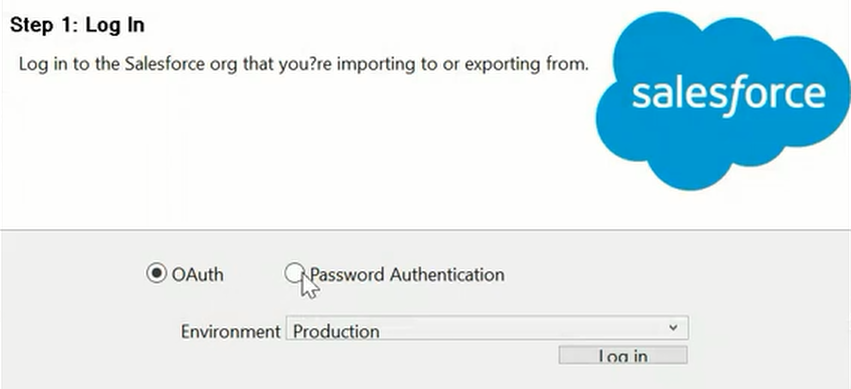 Step 1: Log In
Log in to the Salesforce org that you?re importing to or exporting from.
salesforce
OAuth
Password Authentication
Environment
Production
Log in